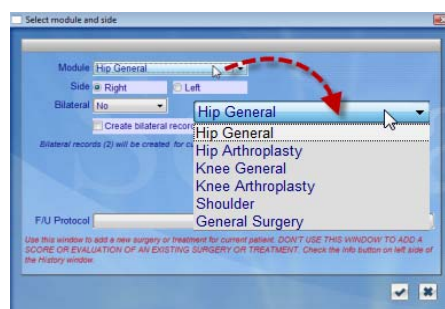 Select module and side
Module Hip General
Side Right Left
Bilateral No
Hip General
Create bilateral record
Hip General
Hip Arthroplasty
Knee General
Knee Arthroplasty
Shoulder
General Surgery
Bilateral records (2) will be created for
F/U Protocol
Use this window to add a new surgery or treatment for current patient. DON'T USE THIS WINDOW TO ADD A
SCORE OR EVALUATION OF AN EXISTING SURGERY OR TREATMENT. Check the Info button on left side of
the History window.